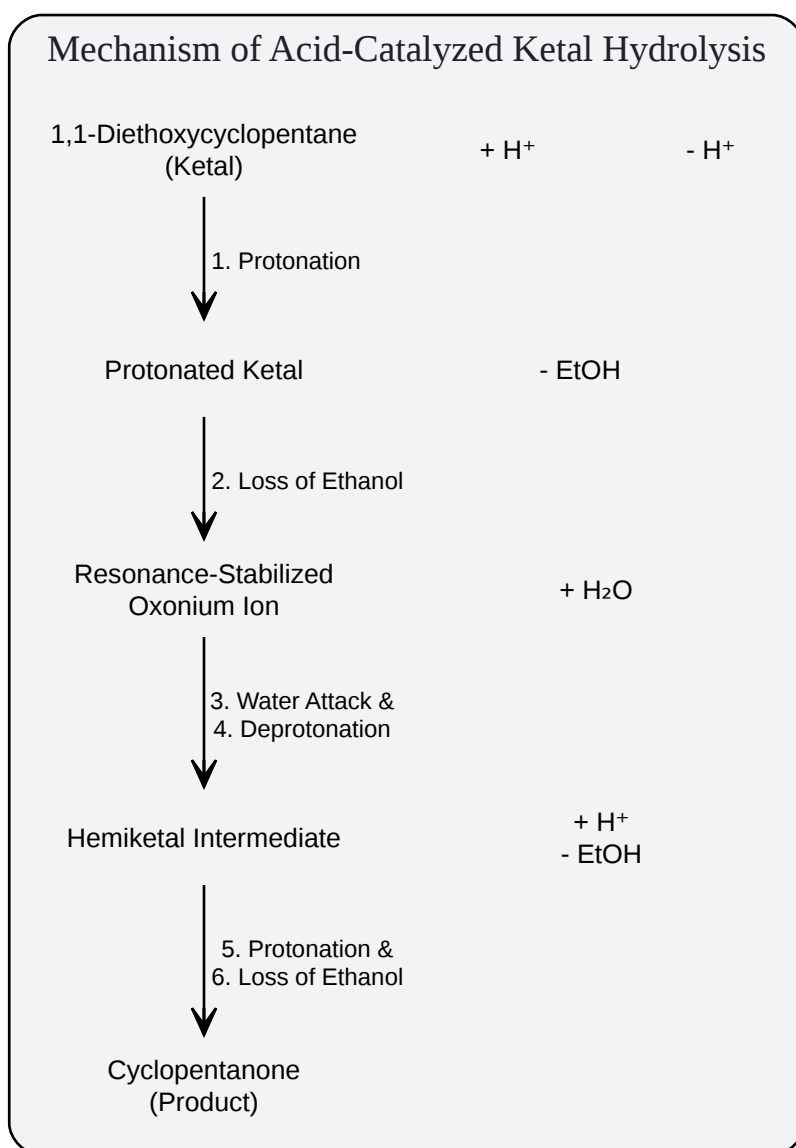 Mechanism of Acid-Catalyzed Ketal Hydrolysis
1,1-Diethoxycyclopentane
(Ketal)
+ H⁺
- H⁺
1. Protonation
Protonated Ketal
- EtOH
2. Loss of Ethanol
Resonance-Stabilized
Oxonium Ion
+ H₂O
3. Water Attack &
4. Deprotonation
Hemiketal Intermediate
+ H⁺
- EtOH
5. Protonation &
6. Loss of Ethanol
Cyclopentanone
(Product)